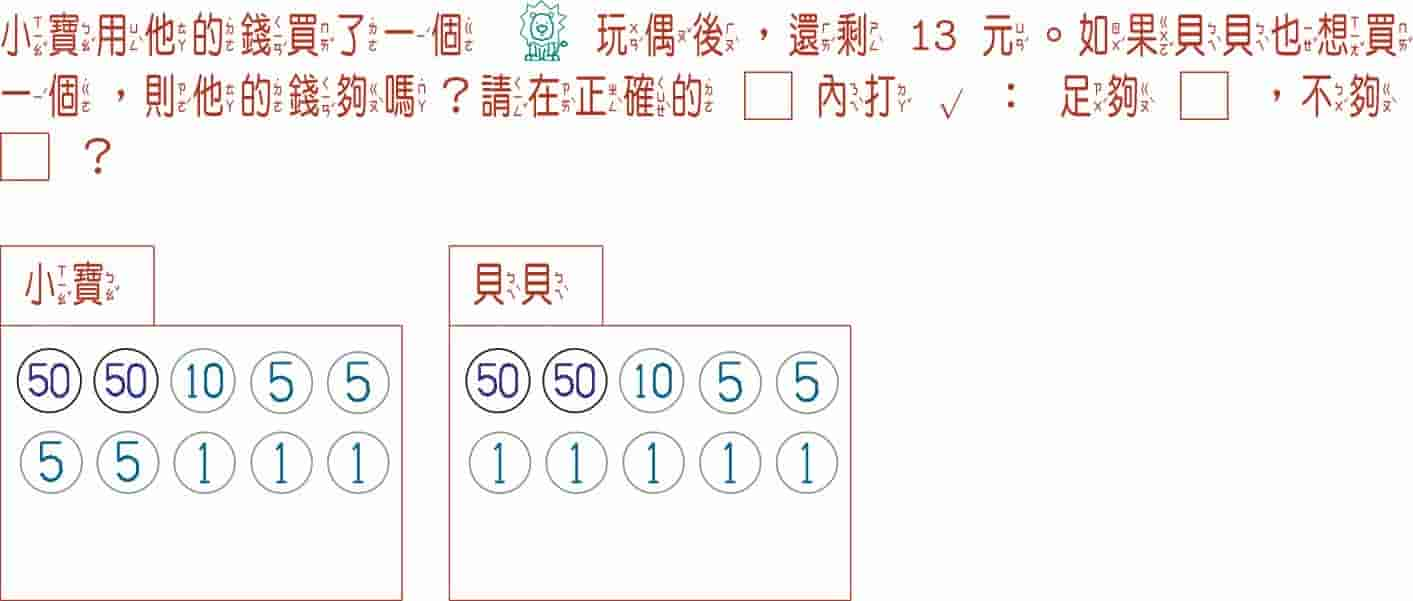 小寶用他的錢買了一個 玩偶後，還剩 13 元。如果貝貝也想買
一個，則他的錢夠嗎？請在正確的 □ 內打 √ ： 足夠 □ ，不夠
□ ？
小寶
貝貝
50 50 10 5 5
5 5 1 1 1
50 50 10 5 5
1 1 1 1 1